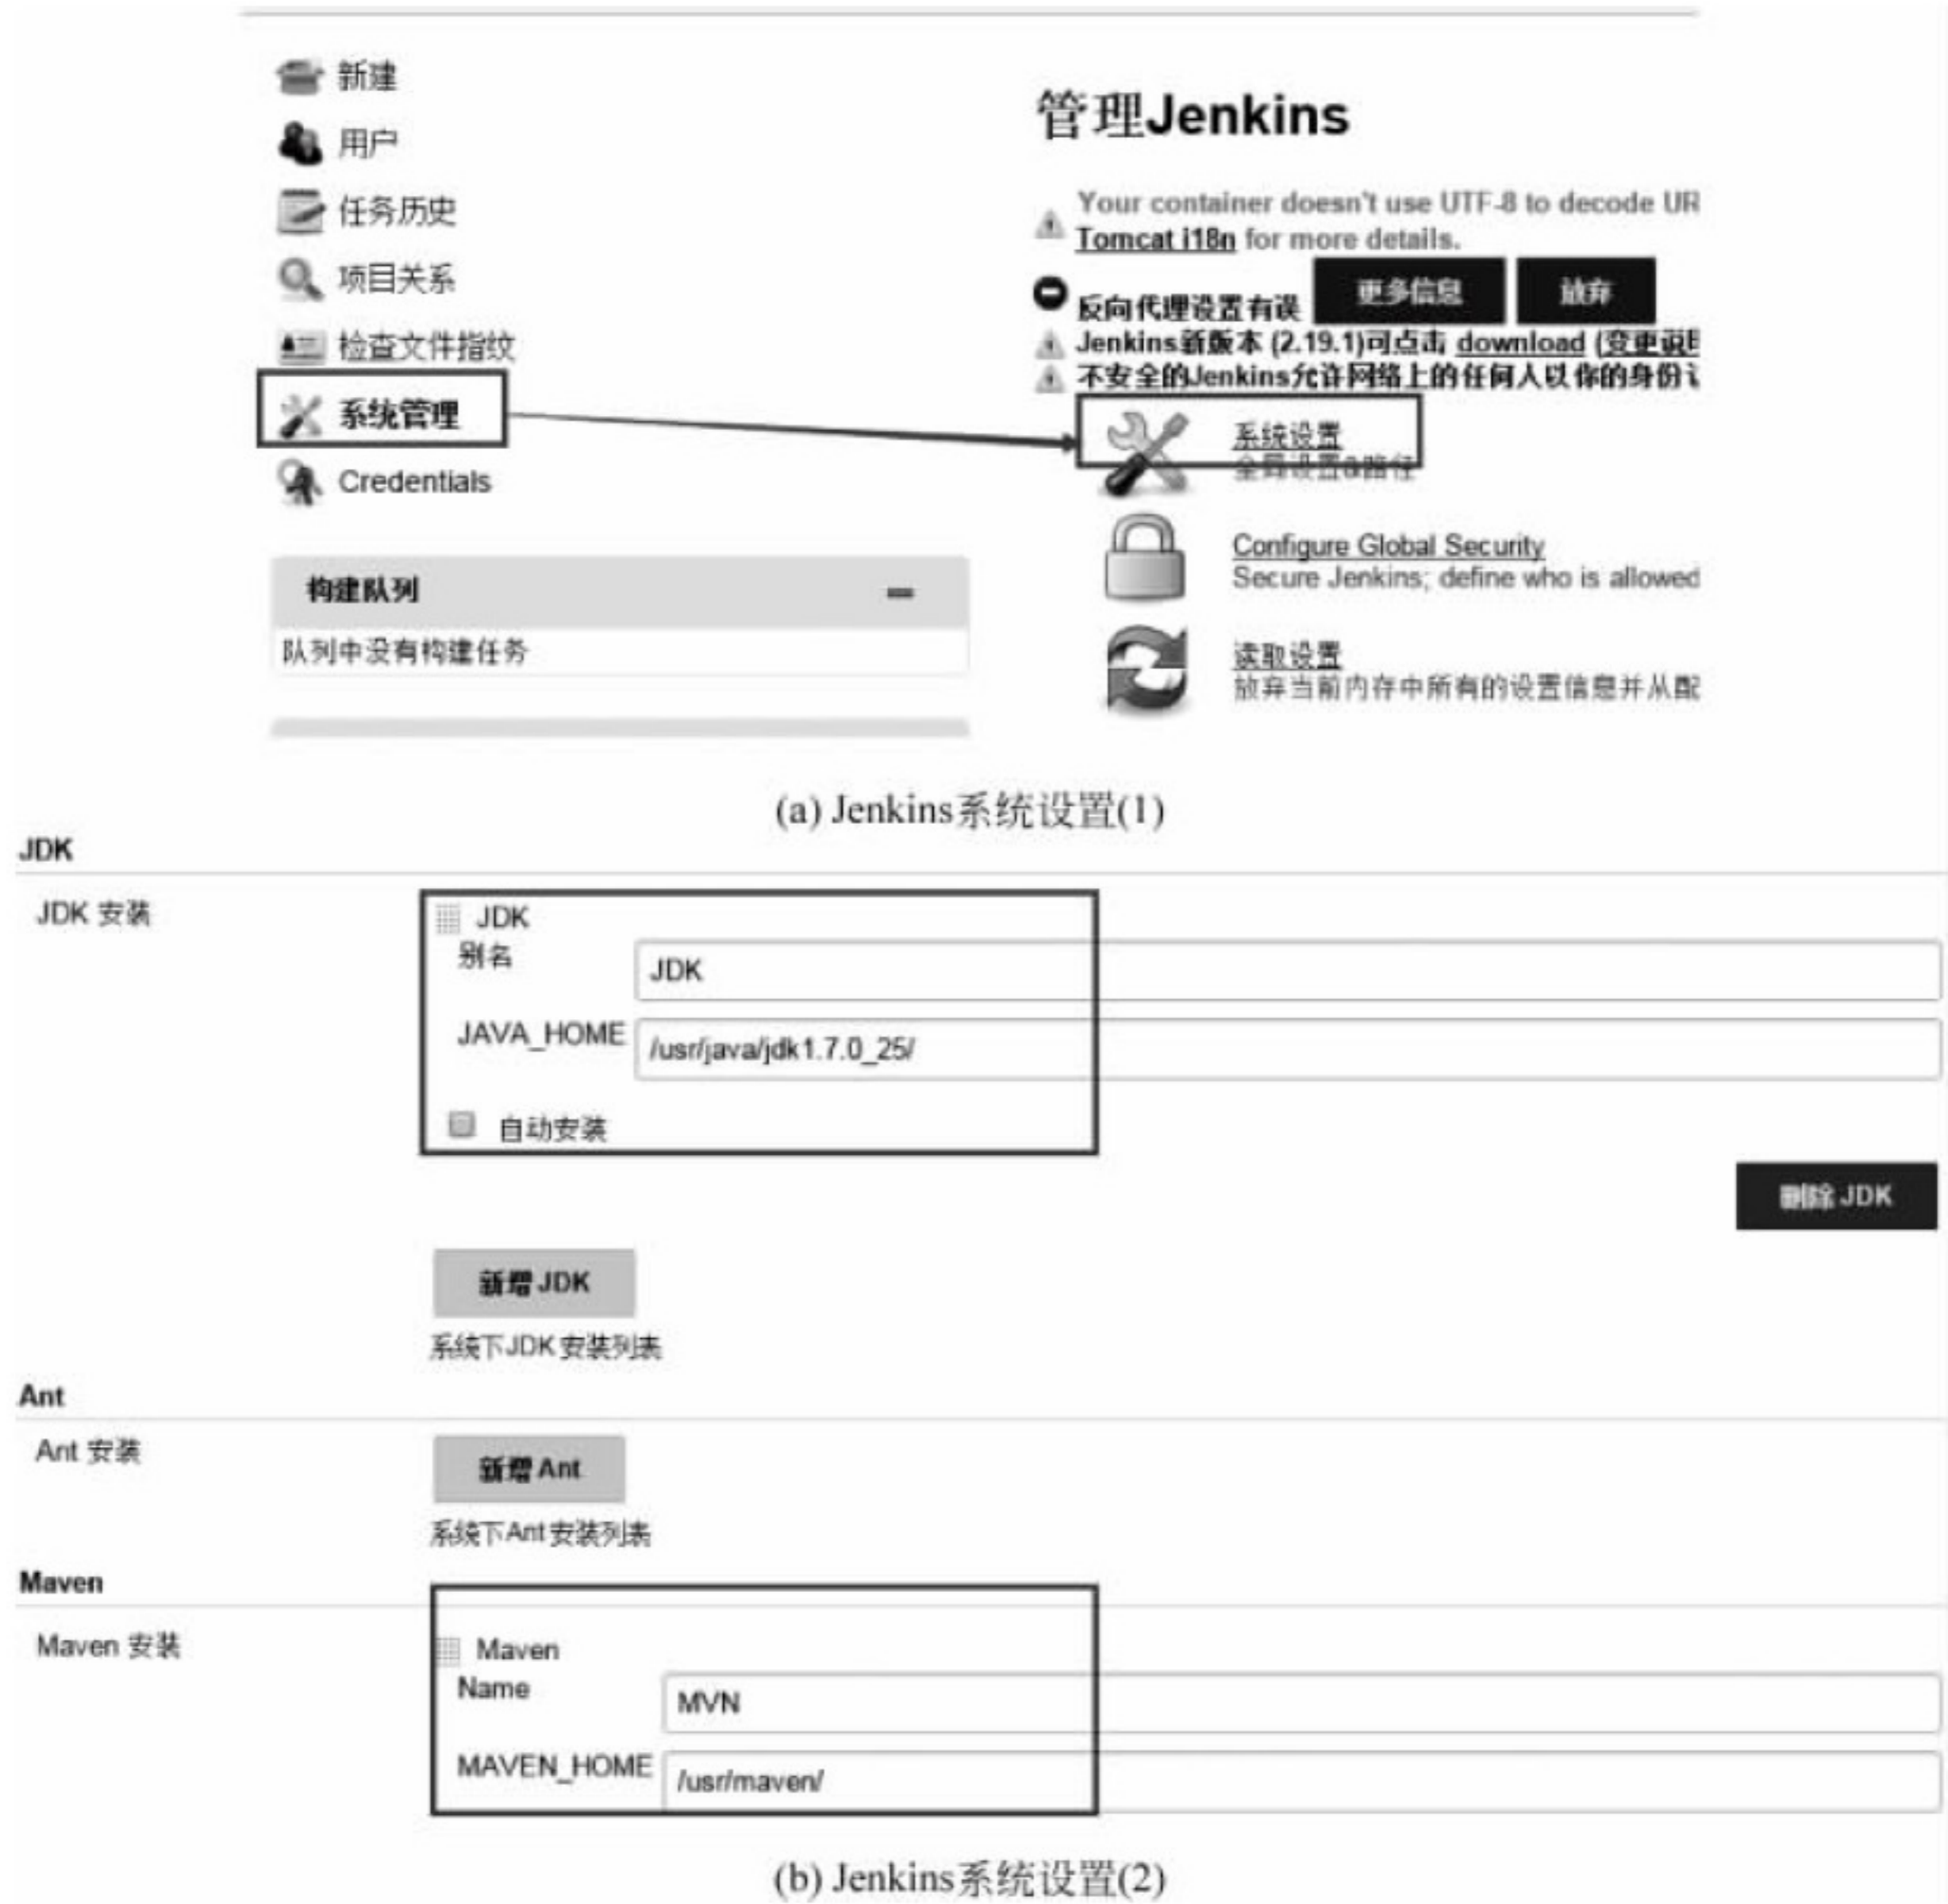 新建
用户
任务历史
项目关系
检查文件指纹
系统管理
Credentials
构建队列
队列中没有构建任务
管理Jenkins
Your container doesn't use UTF-8 to decode UR
Tomcat i18n for more details.
反向代理设置有误 更多信息 放弃
Jenkins新版本 (2.19.1)可点击 download (变更说
不安全的Jenkins允许网络上的任何人以你的身份
系统设置
全局设置&路径
Configure Global Security
Secure Jenkins; define who is allowed
读取设置
放弃当前内存中所有的设置信息并从配
(a) Jenkins系统设置(1)
JDK
JDK 安装
JDK
别名 JDK
JAVA_HOME /usr/java/jdk1.7.0_25/
自动安装
删除 JDK
新增 JDK
系统下JDK 安装列表
Ant
Ant 安装
新增 Ant
系统下Ant 安装列表
Maven
Maven 安装
Maven
Name MVN
MAVEN_HOME /usr/maven/
(b) Jenkins系统设置(2)